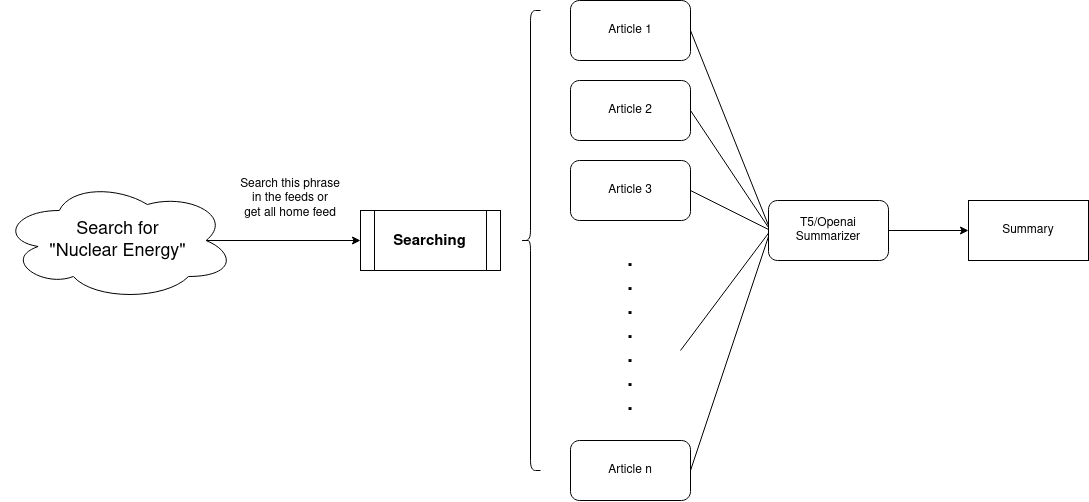 Search for
"Nuclear Energy"
Search this phrase
in the feeds or
get all home feed
Searching
Article 1
Article 2
Article 3
Article n
T5/Openai
Summarizer
Summary